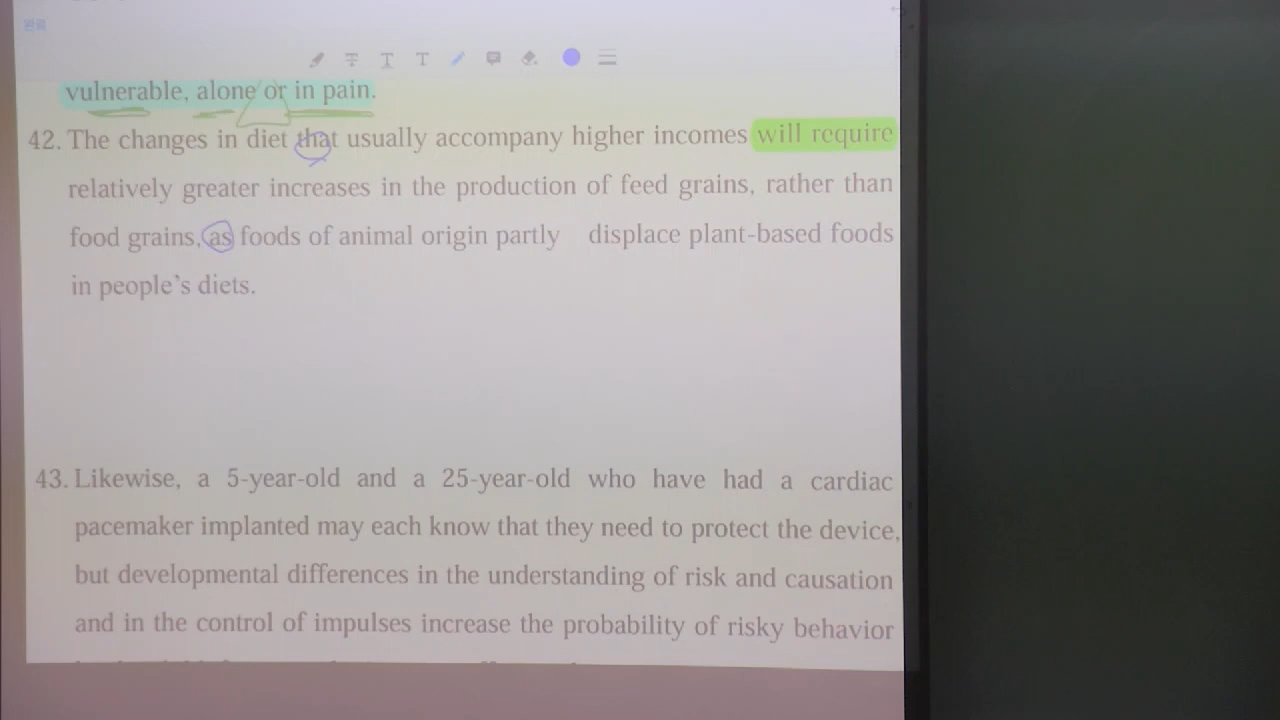 완료
vulnerable, alone or in pain.
42. The changes in diet that usually accompany higher incomes will require
relatively greater increases in the production of feed grains, rather than
food grains, as foods of animal origin partly displace plant-based foods
in people's diets.
43. Likewise, a 5-year-old and a 25-year-old who have had a cardiac
pacemaker implanted may each know that they need to protect the device,
but developmental differences in the understanding of risk and causation
and in the control of impulses increase the probability of risky behavior